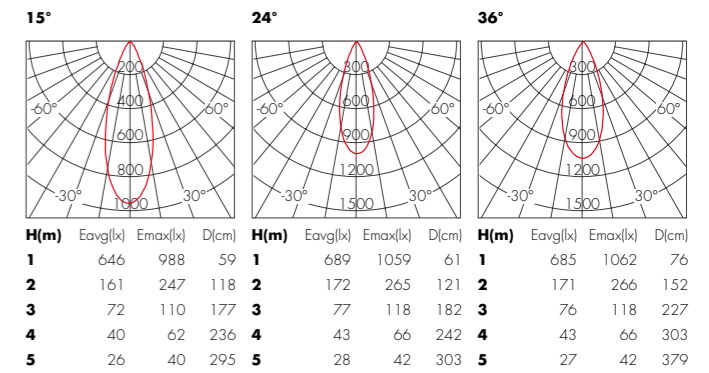 15° 24° 36°
200 300 300
-60° 400 60° -60° 600 60° -60° 600 60°
600 900 900
800 1200 1200
-30° 30° -30° 30° -30° 30°
1000 1500 1500
H(m) Eavg(lx) Emax(lx) D(cm) H(m) Eavg(lx) Emax(lx) D(cm) H(m) Eavg(lx) Emax(lx) D(cm)
1 646 988 59 1 689 1059 61 1 685 1062 76
2 161 247 118 2 172 265 121 2 171 266 152
3 72 110 177 3 77 118 182 3 76 118 227
4 40 62 236 4 43 66 242 4 43 66 303
5 26 40 295 5 28 42 303 5 27 42 379